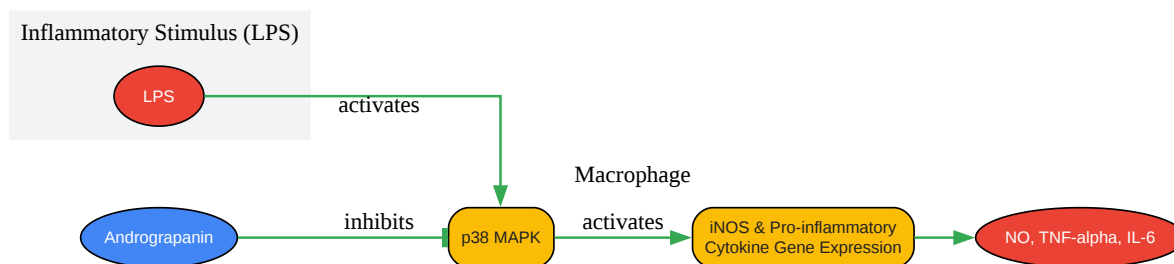 Inflammatory Stimulus (LPS)
LPS
activates
Macrophage
Andrograpanin
inhibits
p38 MAPK
activates
iNOS & Pro-inflammatory
Cytokine Gene Expression
NO, TNF-alpha, IL-6